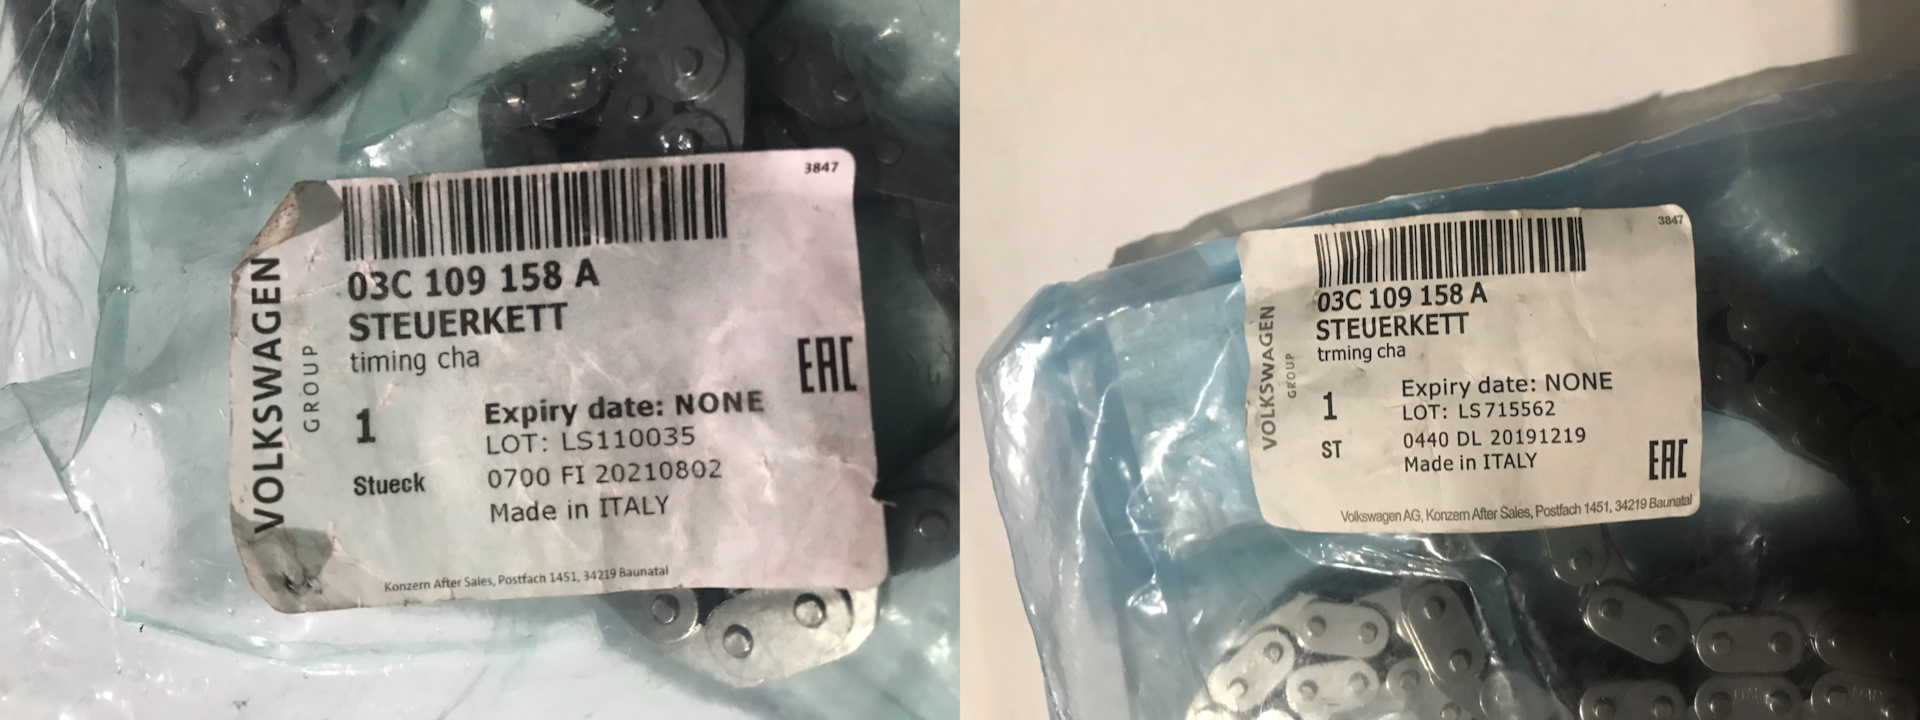 3847
03C 109 158 A
STEUERKETT
timing cha
VOLKSWAGEN
GROUP
EAC
1
Expiry date: NONE
LOT: LS110035
Stueck
0700 FI 20210802
Made in ITALY
Konzern After Sales, Postfach 1451, 34219 Baunatal
3847
03C 109 158 A
STEUERKETT
trming cha
VOLKSWAGEN
GROUP
1
Expiry date: NONE
LOT: LS715562
ST
0440 DL 20191219
Made in ITALY
EAC
Volkswagen AG, Konzern After Sales, Postfach 1451, 34219 Baunatal